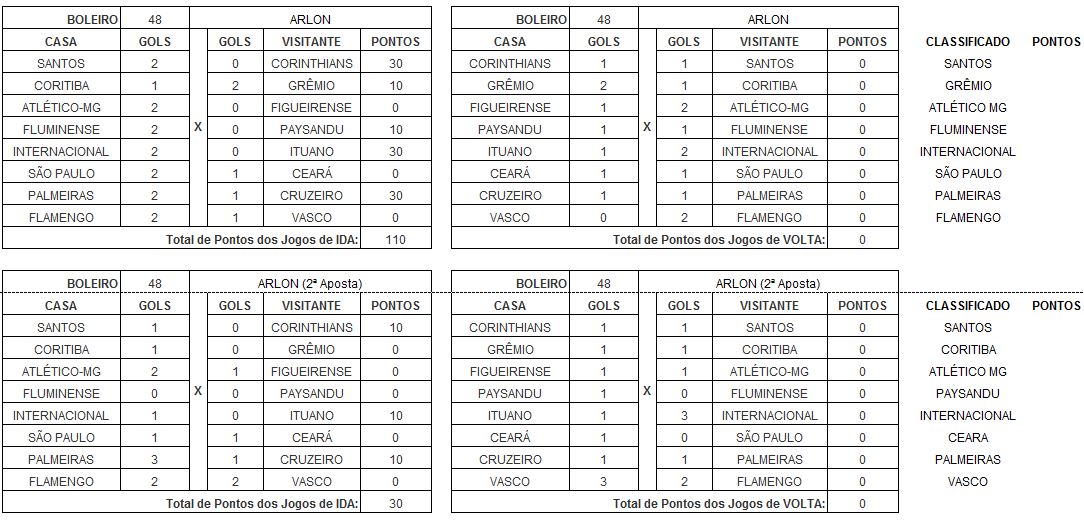 BOLEIRO 48 ARLON BOLEIRO 48 ARLON
CASA GOLS GOLS VISITANTE PONTOS CASA GOLS GOLS VISITANTE PONTOS CLASSIFICADO PONTOS
SANTOS 2 0 CORINTHIANS 30 CORINTHIANS 1 1 SANTOS 0 SANTOS
CORITIBA 1 2 GRÊMIO 10 GRÊMIO 2 1 CORITIBA 0 GRÊMIO
ATLÉTICO-MG 2 0 FIGUEIRENSE 0 FIGUEIRENSE 1 2 ATLÉTICO-MG 0 ATLÉTICO MG
FLUMINENSE 2 X 0 PAYSANDU 10 PAYSANDU 1 X 1 FLUMINENSE 0 FLUMINENSE
INTERNACIONAL 2 0 ITUANO 30 ITUANO 1 2 INTERNACIONAL 0 INTERNACIONAL
SÃO PAULO 2 1 CEARÁ 0 CEARÁ 1 1 SÃO PAULO 0 SÃO PAULO
PALMEIRAS 2 1 CRUZEIRO 30 CRUZEIRO 1 1 PALMEIRAS 0 PALMEIRAS
FLAMENGO 2 1 VASCO 0 VASCO 0 2 FLAMENGO 0 FLAMENGO
Total de Pontos dos Jogos de IDA: 110 Total de Pontos dos Jogos de VOLTA: 0
BOLEIRO 48 ARLON (2ª Aposta) BOLEIRO 48 ARLON (2ª Aposta)
CASA GOLS GOLS VISITANTE PONTOS CASA GOLS GOLS VISITANTE PONTOS CLASSIFICADO PONTOS
SANTOS 1 0 CORINTHIANS 10 CORINTHIANS 1 1 SANTOS 0 SANTOS
CORITIBA 1 0 GRÊMIO 0 GRÊMIO 1 1 CORITIBA 0 CORITIBA
ATLÉTICO-MG 2 1 FIGUEIRENSE 0 FIGUEIRENSE 1 1 ATLÉTICO-MG 0 ATLÉTICO MG
FLUMINENSE 0 X 0 PAYSANDU 0 PAYSANDU 1 X 0 FLUMINENSE 0 PAYSANDU
INTERNACIONAL 1 0 ITUANO 10 ITUANO 1 3 INTERNACIONAL 0 INTERNACIONAL
SÃO PAULO 1 1 CEARÁ 0 CEARÁ 1 0 SÃO PAULO 0 CEARA
PALMEIRAS 3 1 CRUZEIRO 10 CRUZEIRO 1 1 PALMEIRAS 0 PALMEIRAS
FLAMENGO 2 2 VASCO 0 VASCO 3 2 FLAMENGO 0 VASCO
Total de Pontos dos Jogos de IDA: 30 Total de Pontos dos Jogos de VOLTA: 0